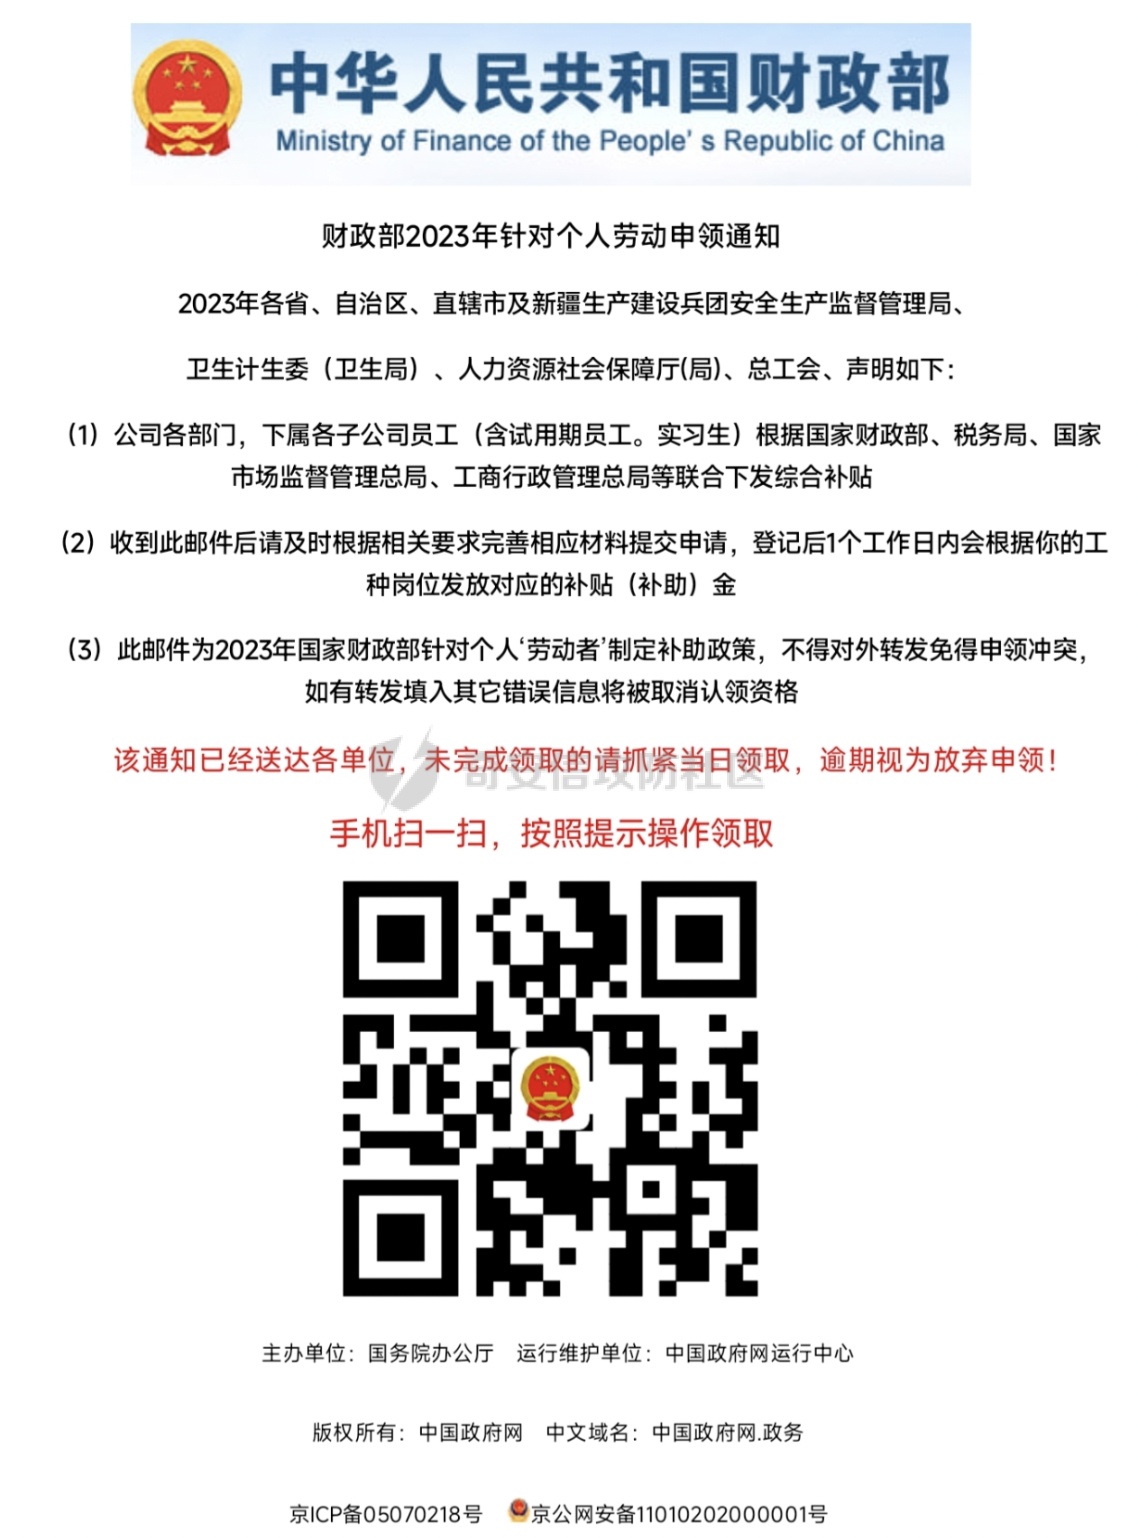 中华人民共和国财政部
Ministry of Finance of the People's Republic of China
财政部2023年针对个人劳动申领通知
2023年各省、自治区、直辖市及新疆生产建设兵团安全生产监督管理局、
卫生计生委（卫生局）、人力资源社会保障厅(局)、总工会、声明如下：
（1）公司各部门，下属各子公司员工（含试用期员工。实习生）根据国家财政部、税务局、国家
市场监督管理总局、工商行政管理总局等联合下发综合补贴
（2）收到此邮件后请及时根据相关要求完善相应材料提交申请，登记后1个工作日内会根据你的工
种岗位发放对应的补贴（补助）金
（3）此邮件为2023年国家财政部针对个人‘劳动者’制定补助政策，不得对外转发免得申领冲突，
如有转发填入其它错误信息将被取消认领资格
该通知已经送达各单位，未完成领取的请抓紧当日领取，逾期视为放弃申领！
奇安信攻防社区
手机扫一扫，按照提示操作领取
主办单位：国务院办公厅 运行维护单位：中国政府网运行中心
版权所有：中国政府网 中文域名：中国政府网.政务
京ICP备05070218号 京公网安备11010202000001号